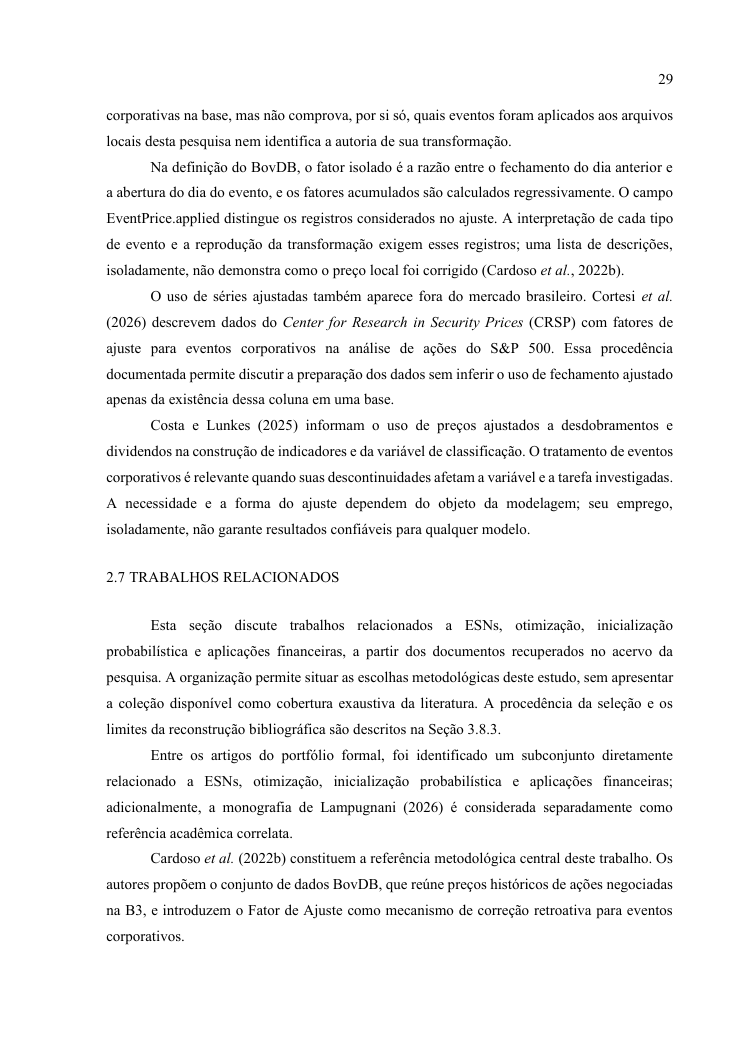 29
corporativas na base, mas não comprova, por si só, quais eventos foram aplicados aos arquivos
locais desta pesquisa nem identifica a autoria de sua transformação.
Na definição do BovDB, o fator isolado é a razão entre o fechamento do dia anterior e
a abertura do dia do evento, e os fatores acumulados são calculados regressivamente. O campo
EventPrice.applied distingue os registros considerados no ajuste. A interpretação de cada tipo
de evento e a reprodução da transformação exigem esses registros; uma lista de descrições,
isoladamente, não demonstra como o preço local foi corrigido (Cardoso et al., 2022b).
O uso de séries ajustadas também aparece fora do mercado brasileiro. Cortesi et al.
(2026) descrevem dados do Center for Research in Security Prices (CRSP) com fatores de
ajuste para eventos corporativos na análise de ações do S&P 500. Essa procedência
documentada permite discutir a preparação dos dados sem inferir o uso de fechamento ajustado
apenas da existência dessa coluna em uma base.
Costa e Lunkes (2025) informam o uso de preços ajustados a desdobramentos e
dividendos na construção de indicadores e da variável de classificação. O tratamento de eventos
corporativos é relevante quando suas descontinuidades afetam a variável e a tarefa investigadas.
A necessidade e a forma do ajuste dependem do objeto da modelagem; seu emprego,
isoladamente, não garante resultados confiáveis para qualquer modelo.
2.7 TRABALHOS RELACIONADOS
Esta seção discute trabalhos relacionados a ESNs, otimização, inicialização
probabilística e aplicações financeiras, a partir dos documentos recuperados no acervo da
pesquisa. A organização permite situar as escolhas metodológicas deste estudo, sem apresentar
a coleção disponível como cobertura exaustiva da literatura. A procedência da seleção e os
limites da reconstrução bibliográfica são descritos na Seção 3.8.3.
Entre os artigos do portfólio formal, foi identificado um subconjunto diretamente
relacionado a ESNs, otimização, inicialização probabilística e aplicações financeiras;
adicionalmente, a monografia de Lampugnani (2026) é considerada separadamente como
referência acadêmica correlata.
Cardoso et al. (2022b) constituem a referência metodológica central deste trabalho. Os
autores propõem o conjunto de dados BovDB, que reúne preços históricos de ações negociadas
na B3, e introduzem o Fator de Ajuste como mecanismo de correção retroativa para eventos
corporativos.